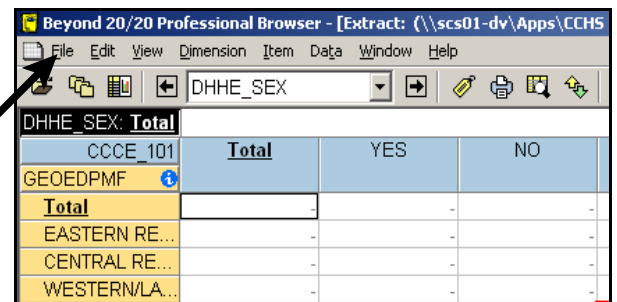 Beyond 20/20 Professional Browser - [Extract: (\\scs01-dv\Apps\CCHS
File Edit View Dimension Item Data Window Help
DHHE_SEX
DHHE_SEX: Total
CCCE_101 Total YES NO
GEOEDPMF
Total - - -
EASTERN RE... - - -
CENTRAL RE... - - -
WESTERN/LA... - - -